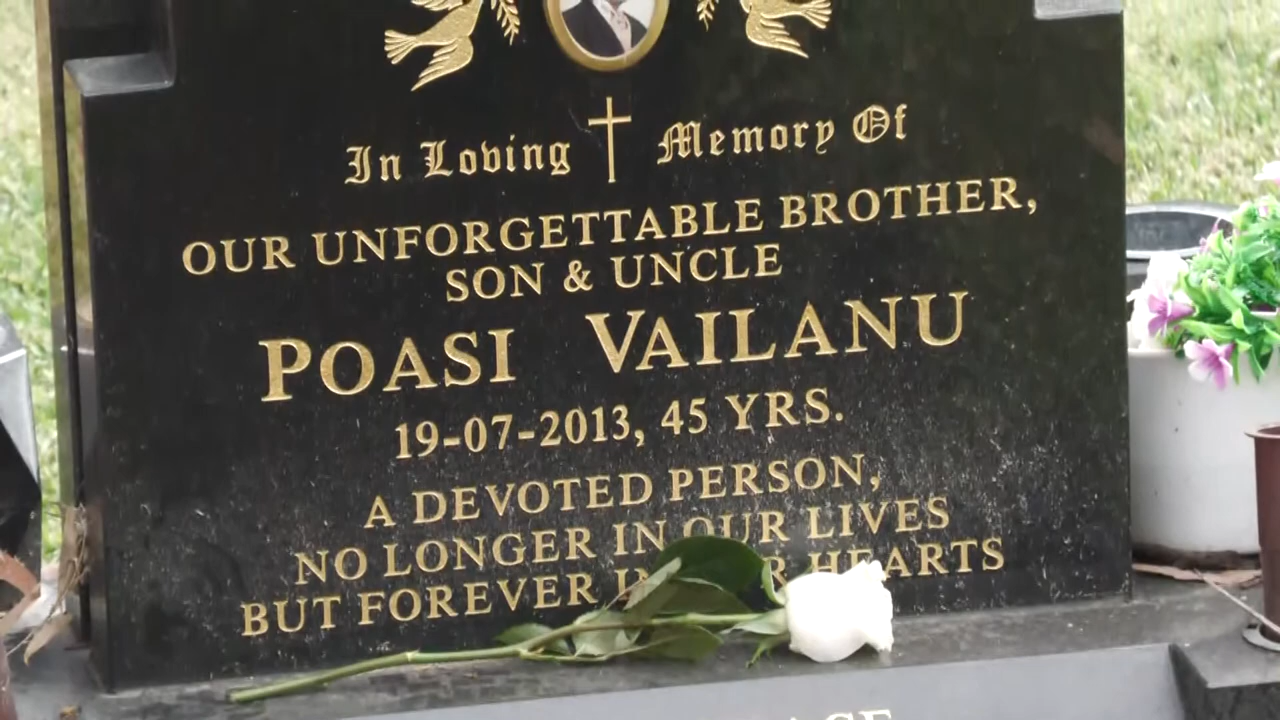 In Loving Memory Of
OUR UNFORGETTABLE BROTHER,
SON & UNCLE
POASI VAILANU
19-07-2013, 45 YRS.
A DEVOTED PERSON,
NO LONGER IN OUR LIVES
BUT FOREVER IN HEARTS